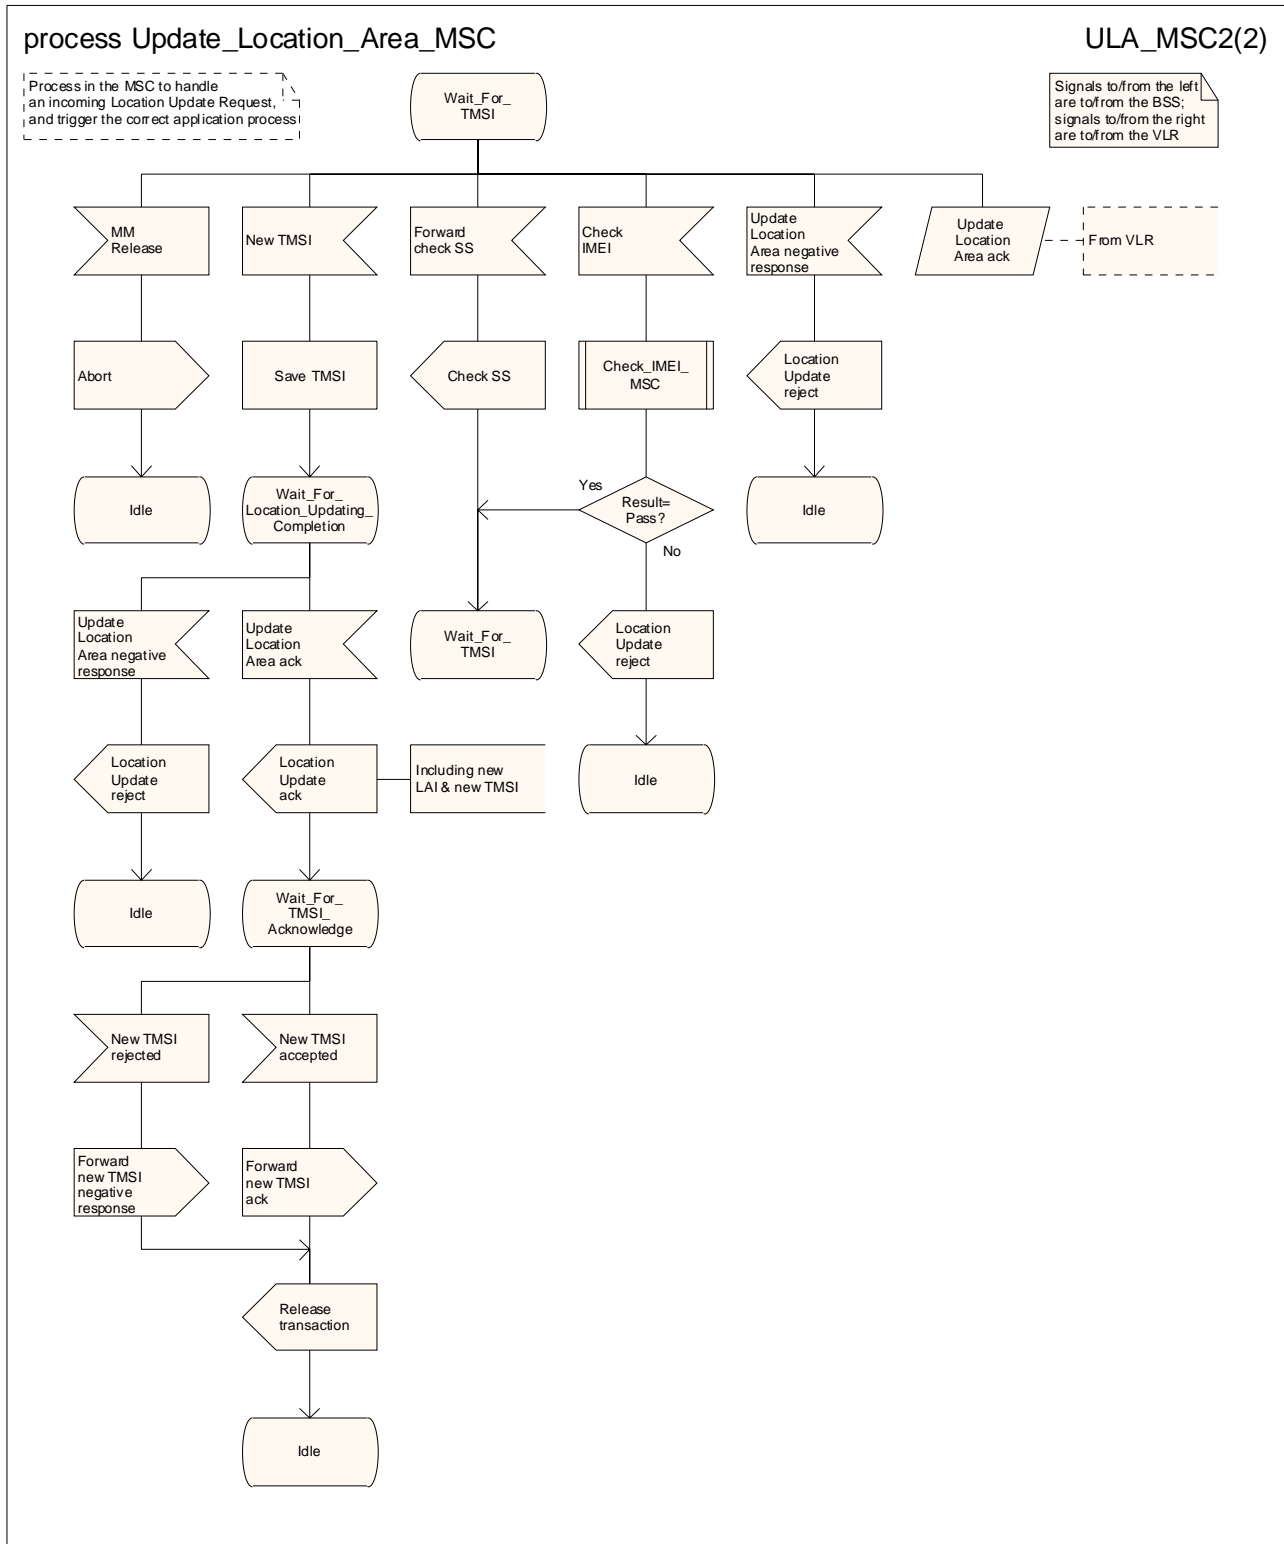 process Update_Location_Area_MSC
ULA_MSC2(2)
Process in the MSC to handle
an incoming Location Update Request,
and trigger the correct application process
Wait_For_
TMSI
Signals to/from the left
are to/from the BSS;
signals to/from the right
are to/from the VLR
MM
Release
New TMSI
Forward
check SS
Check
IMEI
Update
Location
Area negative
response
Update
Location
Area ack
From VLR
Abort
Save TMSI
Check SS
Check_IMEI_
MSC
Location
Update
reject
Idle
Wait_For_
Location_Updating_
Completion
Yes
Result=
Pass?
No
Idle
Update
Location
Area negative
response
Update
Location
Area ack
Wait_For_
TMSI
Location
Update
reject
Location
Update
reject
Location
Update
ack
Including new
LAI & new TMSI
Idle
Idle
Wait_For_
TMSI_
Acknowledge
New TMSI
rejected
New TMSI
accepted
Forward
new TMSI
negative
response
Forward
new TMSI
ack
Release
transaction
Idle